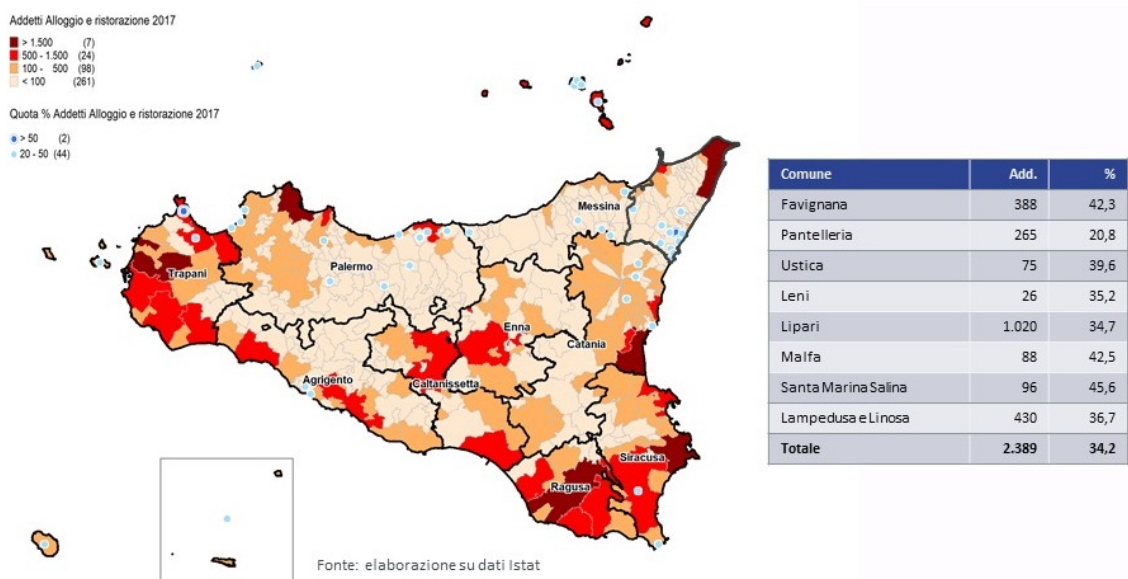 Addetti Alloggio e ristorazione 2017
> 1.500 (7)
500 - 1.500 (24)
100 - 500 (98)
< 100 (261)
Quota % Addetti Alloggio e ristorazione 2017
> 50 (2)
20 - 50 (44)
Messina
Palermo
Trapani
Enna
Catania
Agrigento
Caltanissetta
Siracusa
Ragusa
Fonte: elaborazione su dati Istat
Comune Add. %
Favignana 388 42,3
Pantelleria 265 20,8
Ustica 75 39,6
Leni 26 35,2
Lipari 1.020 34,7
Malfa 88 42,5
Santa Marina Salina 96 45,6
Lampedusa e Linosa 430 36,7
Totale 2.389 34,2